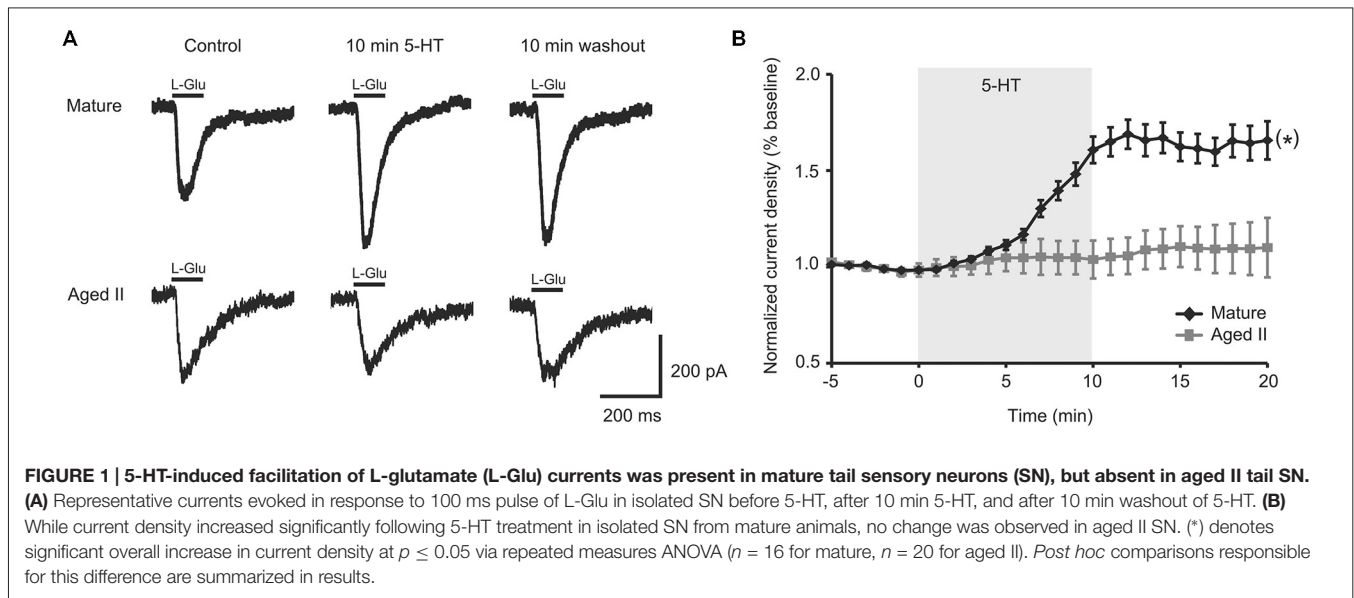 A
B
Control
10 min 5-HT
10 min washout
L-Glu
L-Glu
L-Glu
Mature
L-Glu
L-Glu
L-Glu
Aged II
200 pA
200 ms
Normalized current density (% baseline)
2.0
1.5
1.0
0.5
5-HT
(*)
Mature
Aged II
-5
0
5
10
15
20
Time (min)
FIGURE 1 | 5-HT-induced facilitation of L-glutamate (L-Glu) currents was present in mature tail sensory neurons (SN), but absent in aged II tail SN.
(A) Representative currents evoked in response to 100 ms pulse of L-Glu in isolated SN before 5-HT, after 10 min 5-HT, and after 10 min washout of 5-HT. (B)
While current density increased significantly following 5-HT treatment in isolated SN from mature animals, no change was observed in aged II SN. (*) denotes
significant overall increase in current density at p ≤ 0.05 via repeated measures ANOVA (n = 16 for mature, n = 20 for aged II). Post hoc comparisons responsible
for this difference are summarized in results.